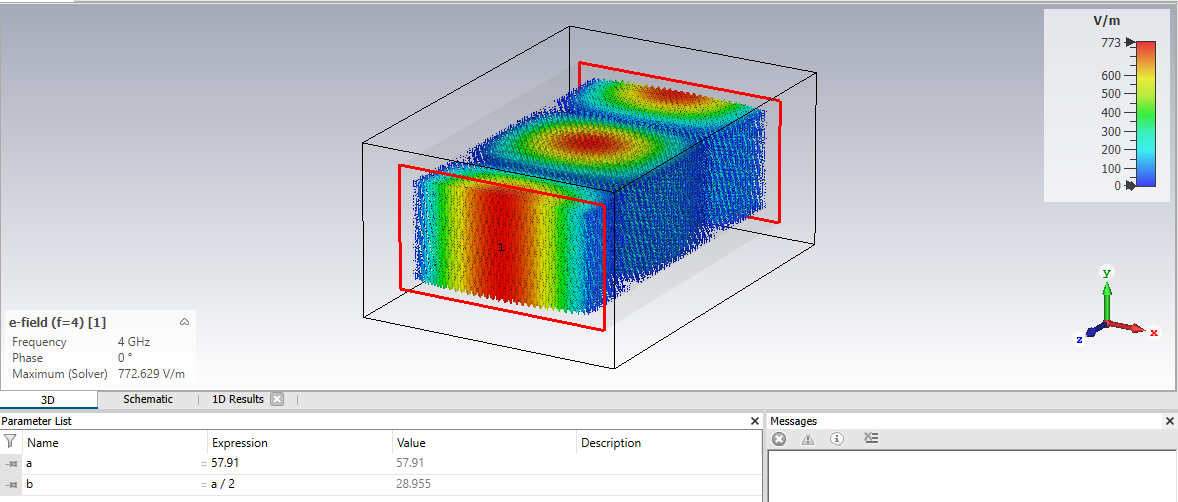 V/m
773
600
500
400
300
200
100
0
1
y
x
z
e-field (f=4) [1]
Frequency 4 GHz
Phase 0 °
Maximum (Solver) 772.629 V/m
3D Schematic 1D Results
Parameter List
Name Expression Value Description
a = 57.91 57.91
b = a / 2 28.955
Messages